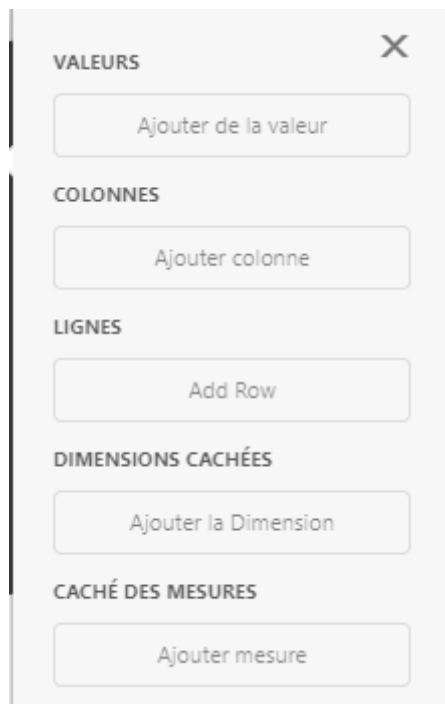 VALEURS
Ajouter de la valeur
COLONNES
Ajouter colonne
LIGNES
Add Row
DIMENSIONS CACHÉES
Ajouter la Dimension
CACHÉ DES MESURES
Ajouter mesure